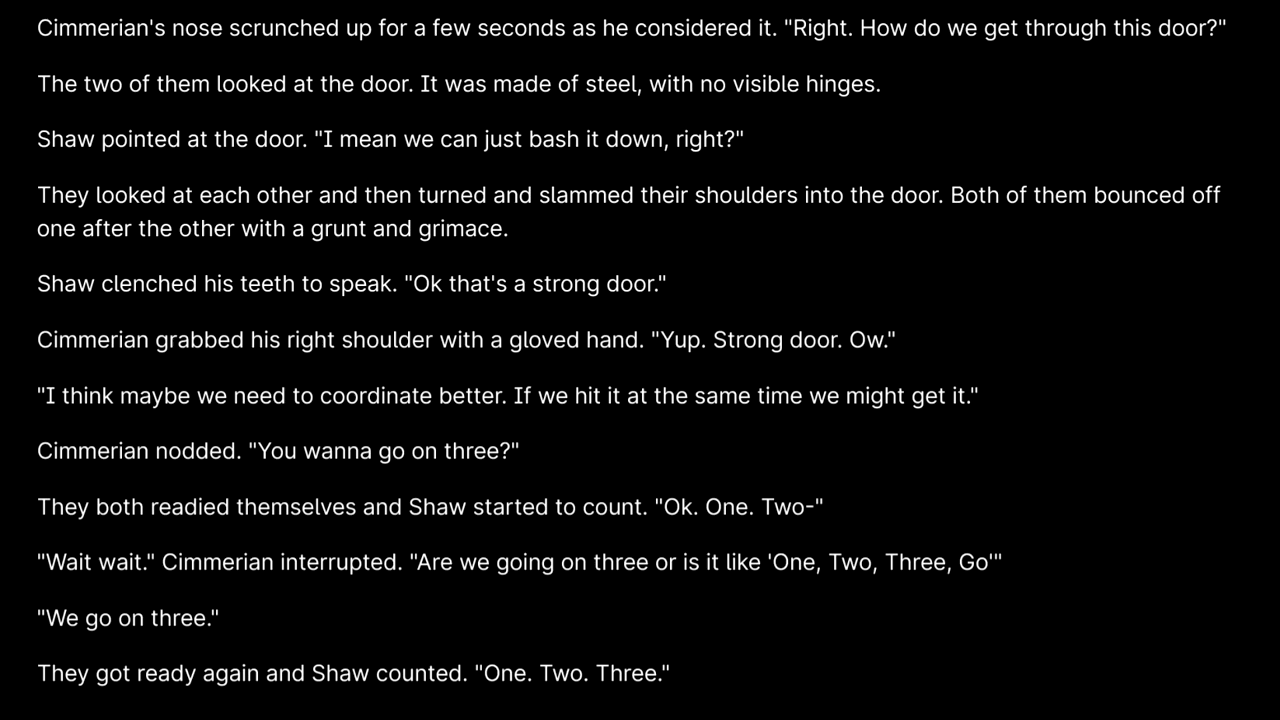 Cimmerian's nose scrunched up for a few seconds as he considered it. "Right. How do we get through this door?"
The two of them looked at the door. It was made of steel, with no visible hinges.
Shaw pointed at the door. "I mean we can just bash it down, right?"
They looked at each other and then turned and slammed their shoulders into the door. Both of them bounced off
one after the other with a grunt and grimace.
Shaw clenched his teeth to speak. "Ok that's a strong door."
Cimmerian grabbed his right shoulder with a gloved hand. "Yup. Strong door. Ow."
"I think maybe we need to coordinate better. If we hit it at the same time we might get it."
Cimmerian nodded. "You wanna go on three?"
They both readied themselves and Shaw started to count. "Ok. One. Two-"
"Wait wait." Cimmerian interrupted. "Are we going on three or is it like 'One, Two, Three, Go'"
"We go on three."
They got ready again and Shaw counted. "One. Two. Three."